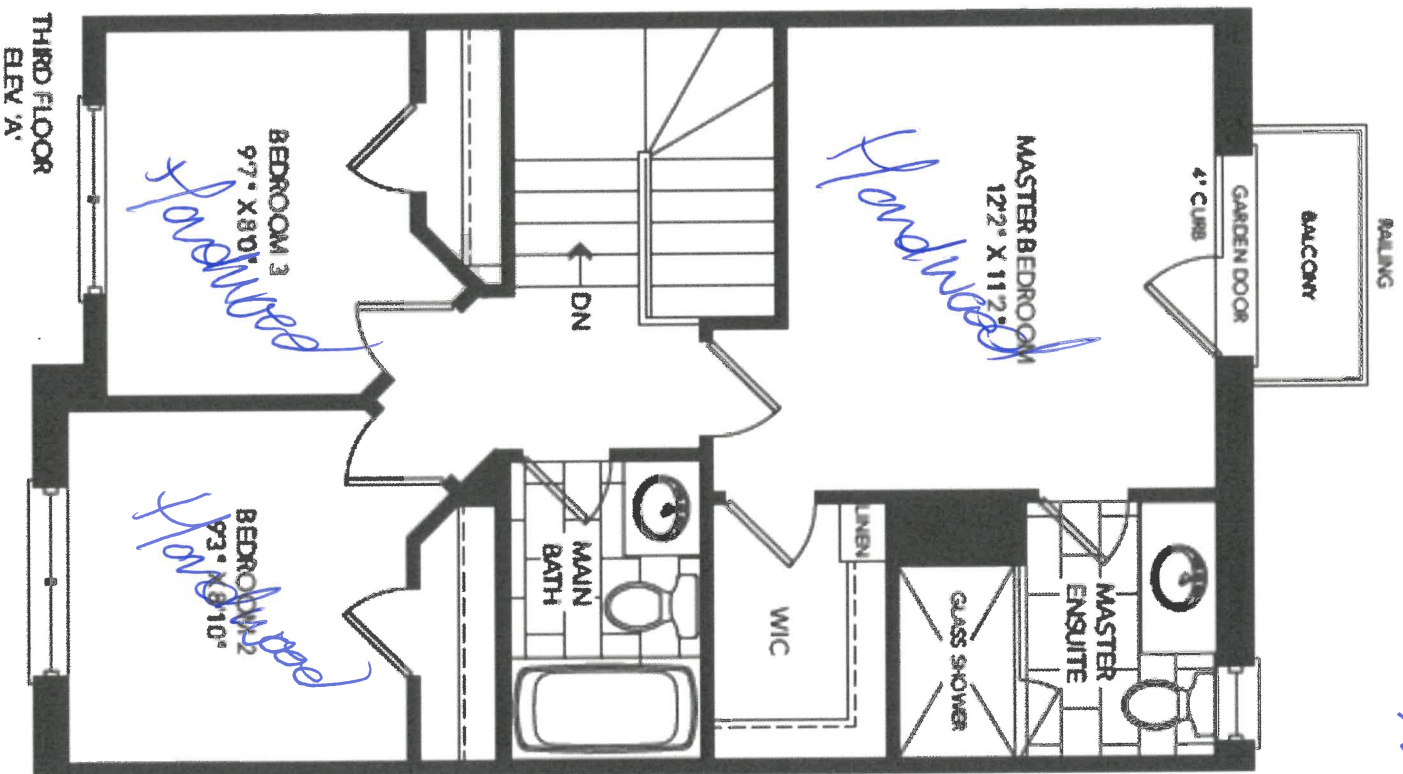 RAILING
BALCONY
GARDEN DOOR
4" CURB
MASTER BEDROOM
12'2" X 11'2"
Hardwood
MASTER
ENSUITE
GLASS SHOWER
LINEN
WIC
MAIN
BATH
DN
BEDROOM 3
9'7" X 8'0"
Hardwood
BEDROOM 2
9'3" X 8'10"
Hardwood
THIRD FLOOR
ELEV 'A'